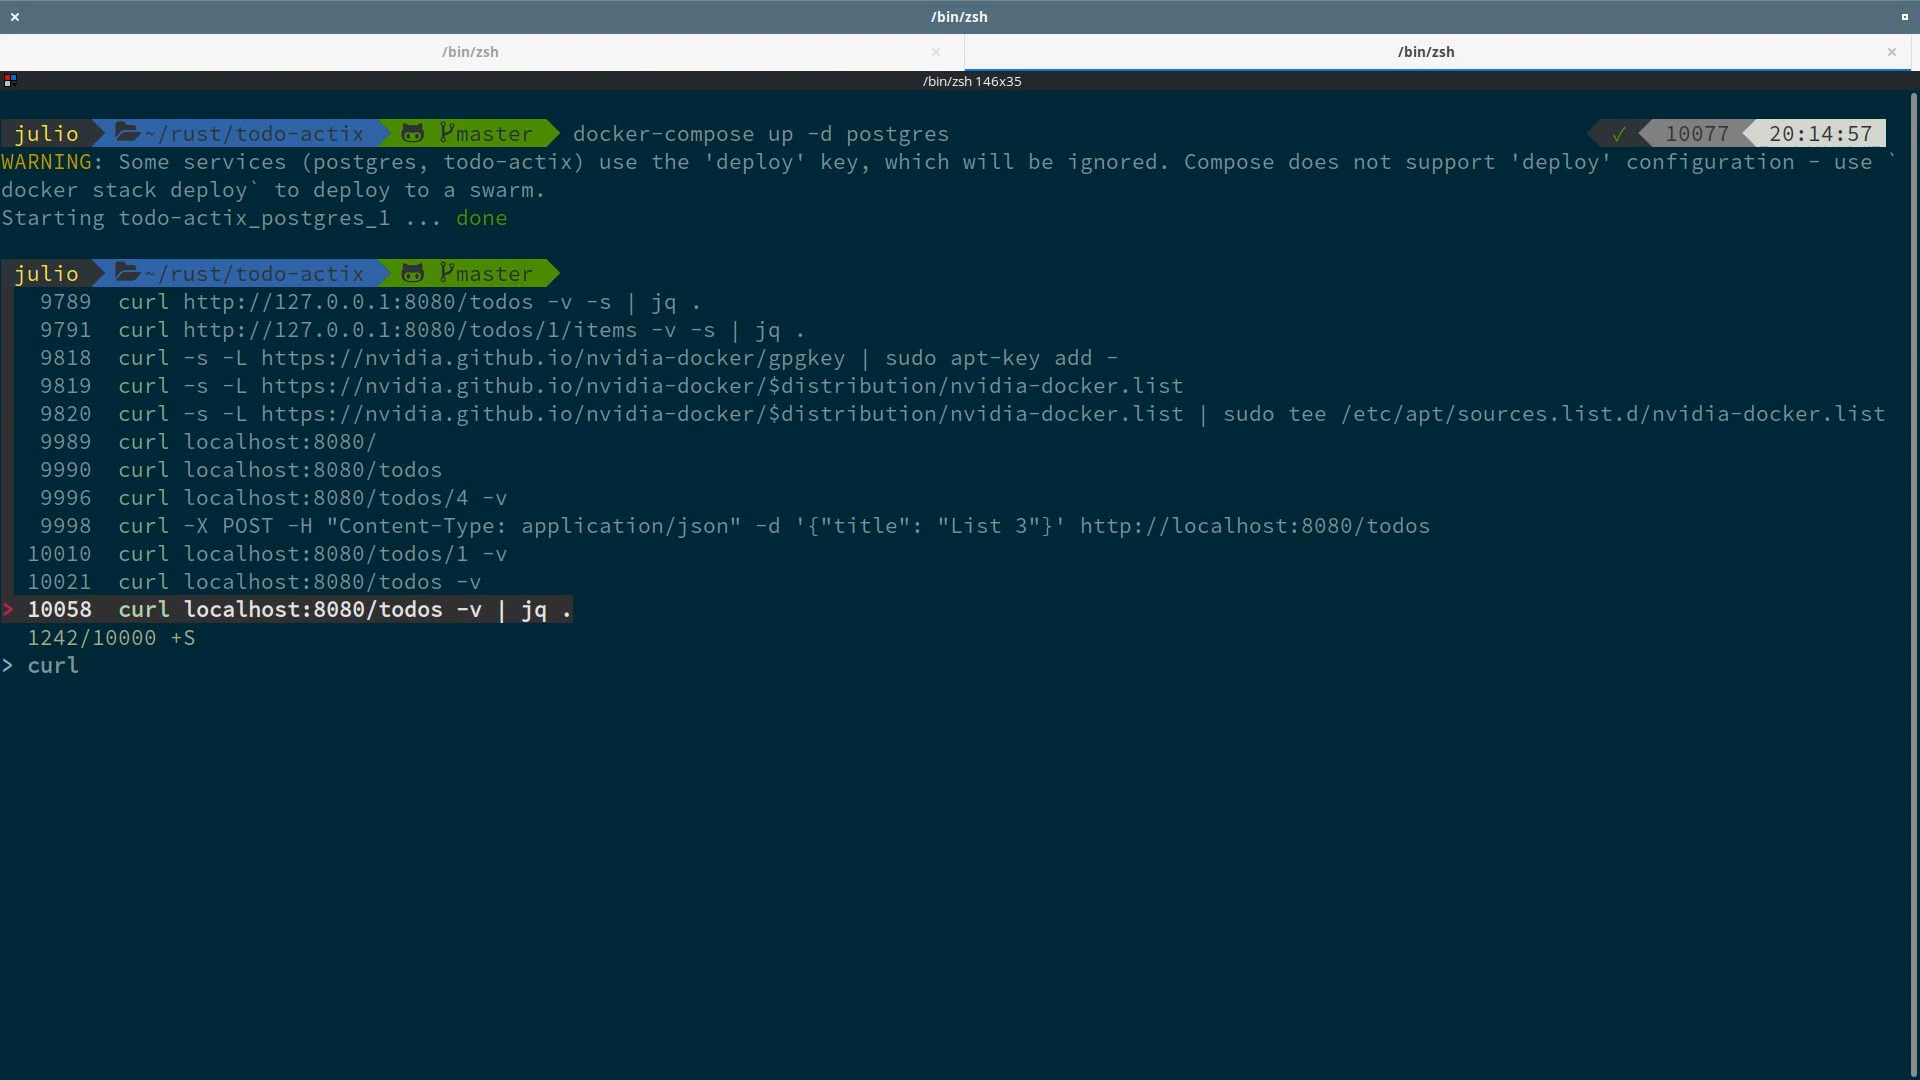 /bin/zsh
/bin/zsh /bin/zsh
/bin/zsh 146x35
julio ~/rust/todo-actix master docker-compose up -d postgres ✓ 10077 20:14:57
WARNING: Some services (postgres, todo-actix) use the 'deploy' key, which will be ignored. Compose does not support 'deploy' configuration - use `
docker stack deploy` to deploy to a swarm.
Starting todo-actix_postgres_1 ... done
julio ~/rust/todo-actix master
9789 curl http://127.0.0.1:8080/todos -v -s | jq .
9791 curl http://127.0.0.1:8080/todos/1/items -v -s | jq .
9818 curl -s -L https://nvidia.github.io/nvidia-docker/gpgkey | sudo apt-key add -
9819 curl -s -L https://nvidia.github.io/nvidia-docker/$distribution/nvidia-docker.list
9820 curl -s -L https://nvidia.github.io/nvidia-docker/$distribution/nvidia-docker.list | sudo tee /etc/apt/sources.list.d/nvidia-docker.list
9989 curl localhost:8080/
9990 curl localhost:8080/todos
9996 curl localhost:8080/todos/4 -v
9998 curl -X POST -H "Content-Type: application/json" -d '{"title": "List 3"}' http://localhost:8080/todos
10010 curl localhost:8080/todos/1 -v
10021 curl localhost:8080/todos -v
> 10058 curl localhost:8080/todos -v | jq .
1242/10000 +S
> curl